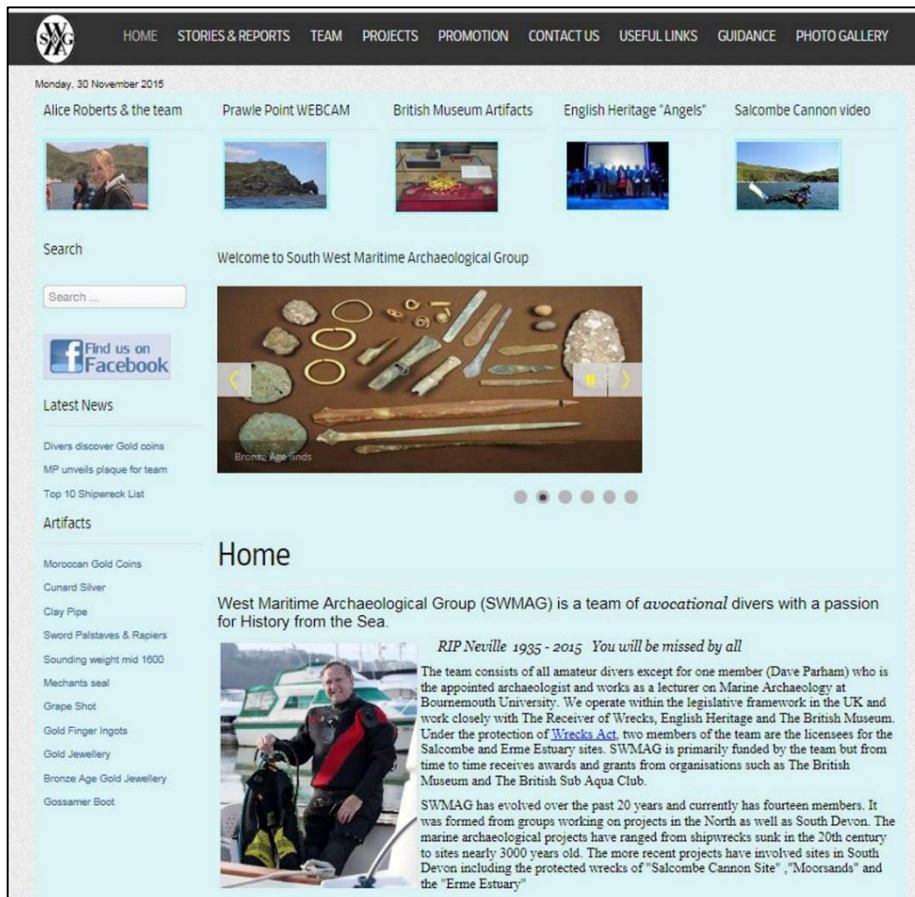 S W G
M A
HOME STORIES & REPORTS TEAM PROJECTS PROMOTION CONTACT US USEFUL LINKS GUIDANCE PHOTO GALLERY
Monday, 30 November 2015
Alice Roberts & the team
Prawle Point WEBCAM
British Museum Artifacts
English Heritage "Angels"
Salcombe Cannon video
Search
Search ...
Find us on
Facebook
Latest News
Divers discover Gold coins
MP unveils plaque for team
Top 10 Shipwreck List
Artifacts
Moroccan Gold Coins
Cunard Silver
Clay Pipe
Sword Palstaves & Rapiers
Sounding weight mid 1600
Mechants seal
Grape Shot
Gold Finger Ingots
Gold Jewellery
Bronze Age Gold Jewellery
Gossamer Boot
Welcome to South West Maritime Archaeological Group
Bronze Age finds
Home
West Maritime Archaeological Group (SWMAG) is a team of avocational divers with a passion
for History from the Sea.
RIP Neville 1935 - 2015 You will be missed by all
The team consists of all amateur divers except for one member (Dave Parham) who is
the appointed archaeologist and works as a lecturer on Marine Archaeology at
Bournemouth University. We operate within the legislative framework in the UK and
work closely with The Receiver of Wrecks, English Heritage and The British Museum.
Under the protection of Wrecks Act, two members of the team are the licensees for the
Salcombe and Erme Estuary sites. SWMAG is primarily funded by the team but from
time to time receives awards and grants from organisations such as The British
Museum and The British Sub Aqua Club.
SWMAG has evolved over the past 20 years and currently has fourteen members. It
was formed from groups working on projects in the North as well as South Devon. The
marine archaeological projects have ranged from shipwrecks sunk in the 20th century
to sites nearly 3000 years old. The more recent projects have involved sites in South
Devon including the protected wrecks of "Salcombe Cannon Site" ,"Moorsands" and
the "Erme Estuary"